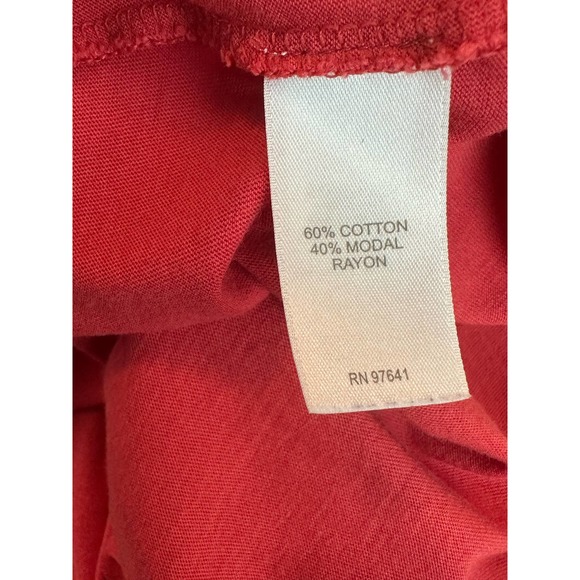 60% COTTON
40% MODAL
RAYON
RN 97641